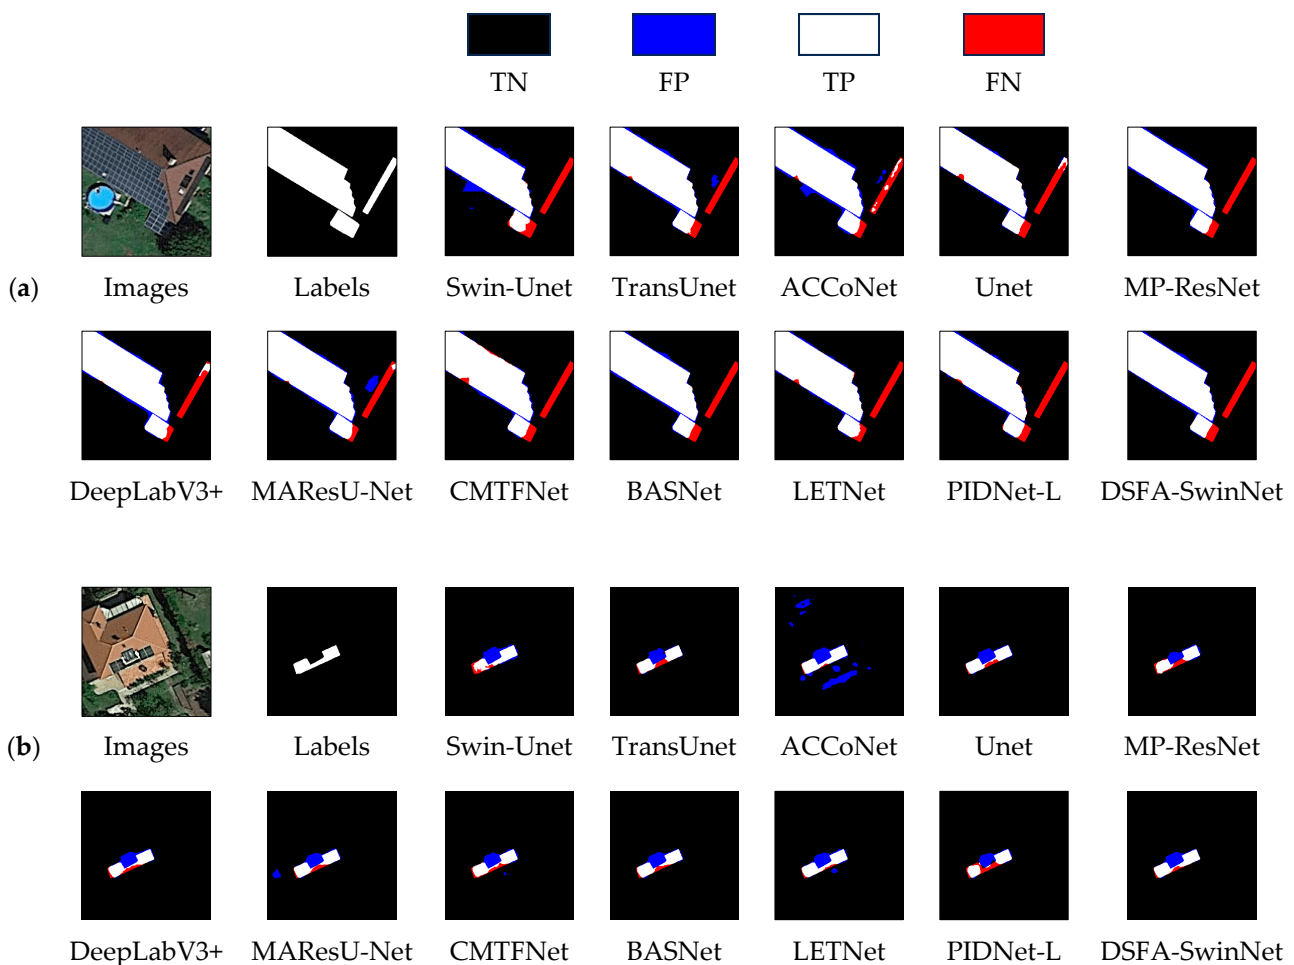 TN FP TP FN
(a) Images Labels Swin-Unet TransUnet ACCoNet Unet MP-ResNet
DeepLabV3+ MAResU-Net CMTFNet BASNet LETNet PIDNet-L DSFA-SwinNet
(b) Images Labels Swin-Unet TransUnet ACCoNet Unet MP-ResNet
DeepLabV3+ MAResU-Net CMTFNet BASNet LETNet PIDNet-L DSFA-SwinNet